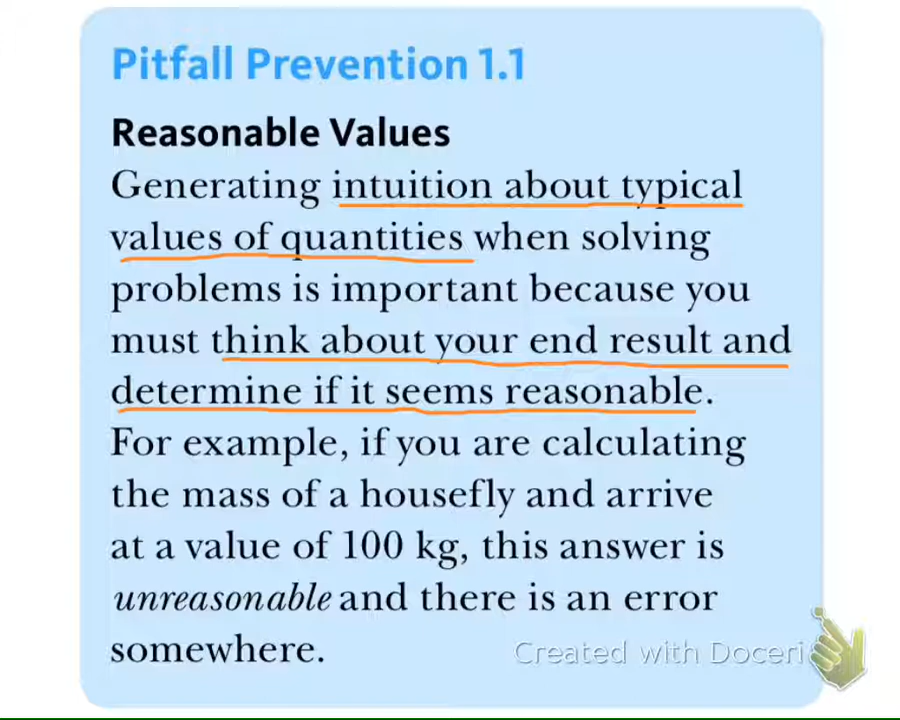 Pitfall Prevention 1.1
Reasonable Values
Generating intuition about typical
values of quantities when solving
problems is important because you
must think about your end result and
determine if it seems reasonable.
For example, if you are calculating
the mass of a housefly and arrive
at a value of 100 kg, this answer is
unreasonable and there is an error
somewhere.
Created with Doceri